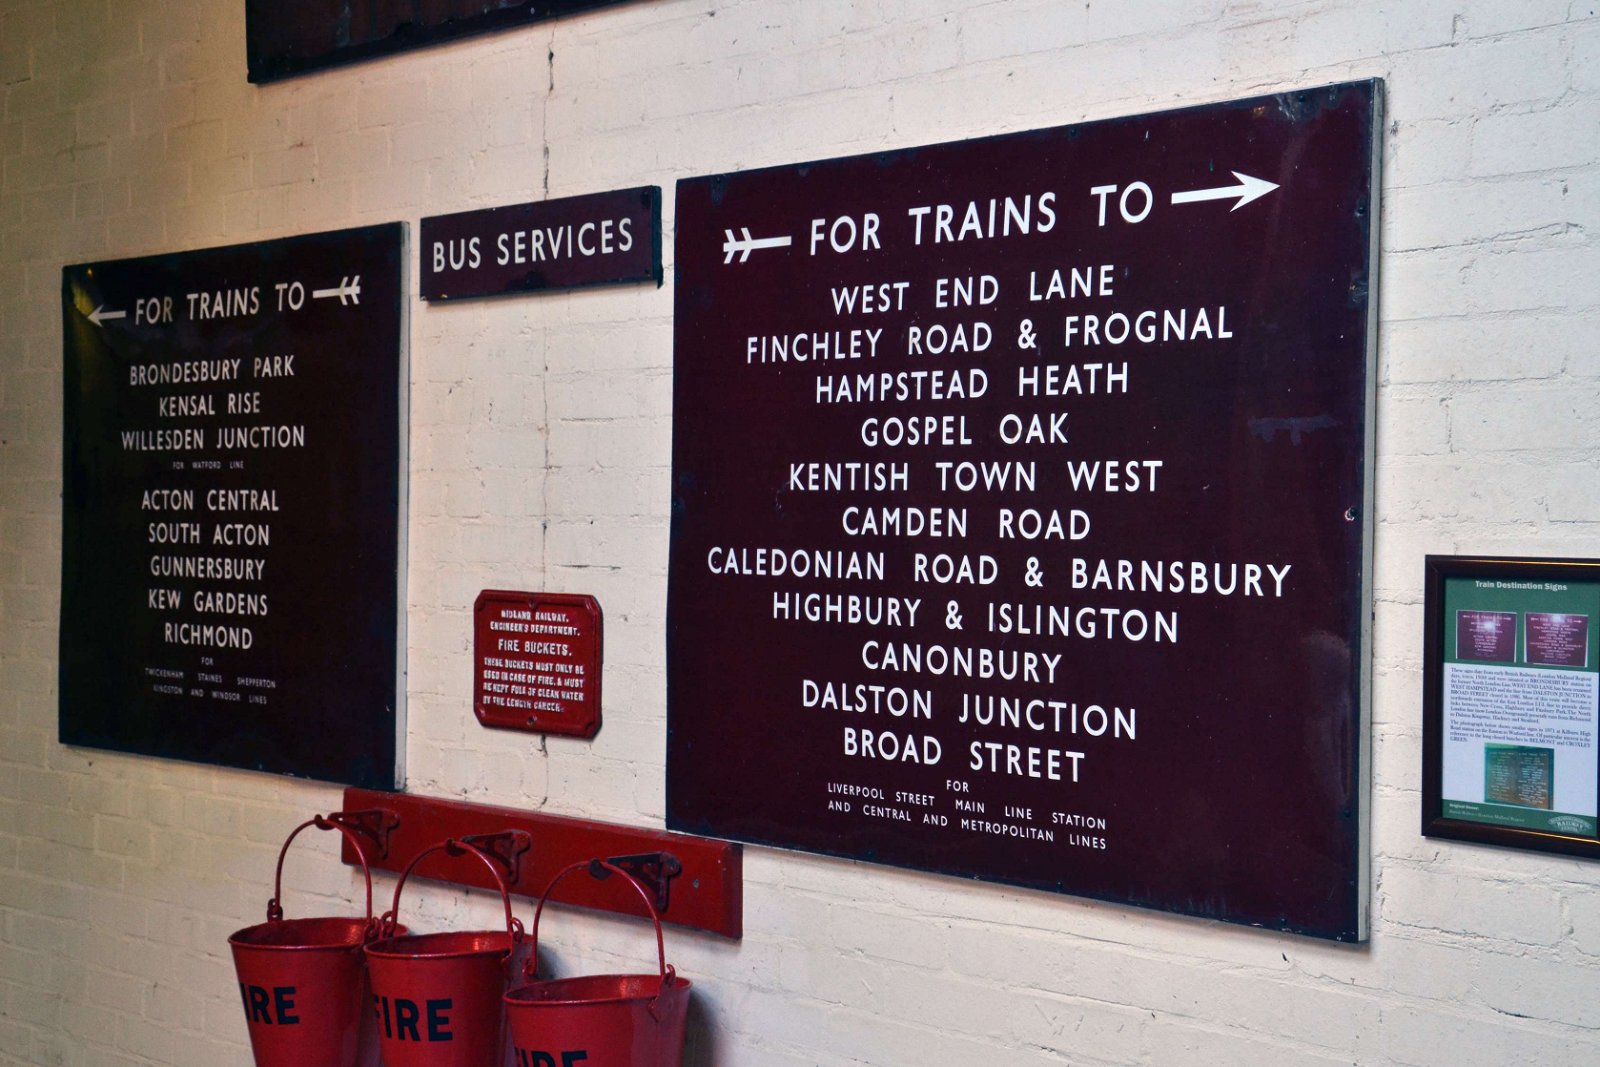 FOR TRAINS TO
BRONDESBURY PARK
KENSAL RISE
WILLESDEN JUNCTION
FOR WATFORD LINE
ACTON CENTRAL
SOUTH ACTON
GUNNERSBURY
KEW GARDENS
RICHMOND
FOR
TWICKENHAM STAINES SHEPPERTON
KINGSTON AND WINDSOR LINES
BUS SERVICES
MIDLAND RAILWAY.
ENGINEER'S DEPARTMENT.
FIRE BUCKETS.
THESE BUCKETS MUST ONLY BE
USED IN CASE OF FIRE, & MUST
BE KEPT FULL OF CLEAN WATER
BY THE LENGTH GANGER.
FIRE
FIRE
FIRE
FOR TRAINS TO
WEST END LANE
FINCHLEY ROAD & FROGNAL
HAMPSTEAD HEATH
GOSPEL OAK
KENTISH TOWN WEST
CAMDEN ROAD
CALEDONIAN ROAD & BARNSBURY
HIGHBURY & ISLINGTON
CANONBURY
DALSTON JUNCTION
BROAD STREET
FOR
LIVERPOOL STREET MAIN LINE STATION
AND CENTRAL AND METROPOLITAN LINES
Train Destination Signs